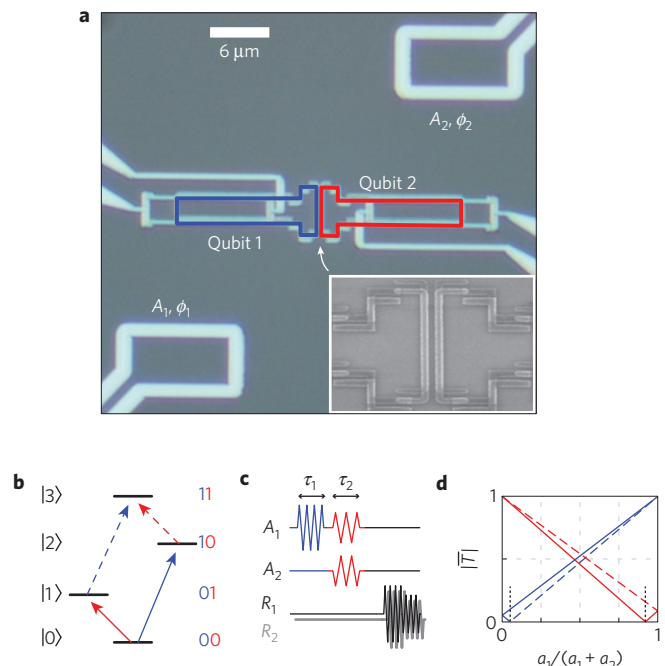 a
6 µm
A2, ϕ2
Qubit 2
Qubit 1
A1, ϕ1
b
|3⟩ 11
|2⟩ 10
|1⟩ 01
|0⟩ 00
c
τ1 τ2
A1
A2
R1
R2
d
1
|T̅|
0
0 1
a1/(a1 + a2)